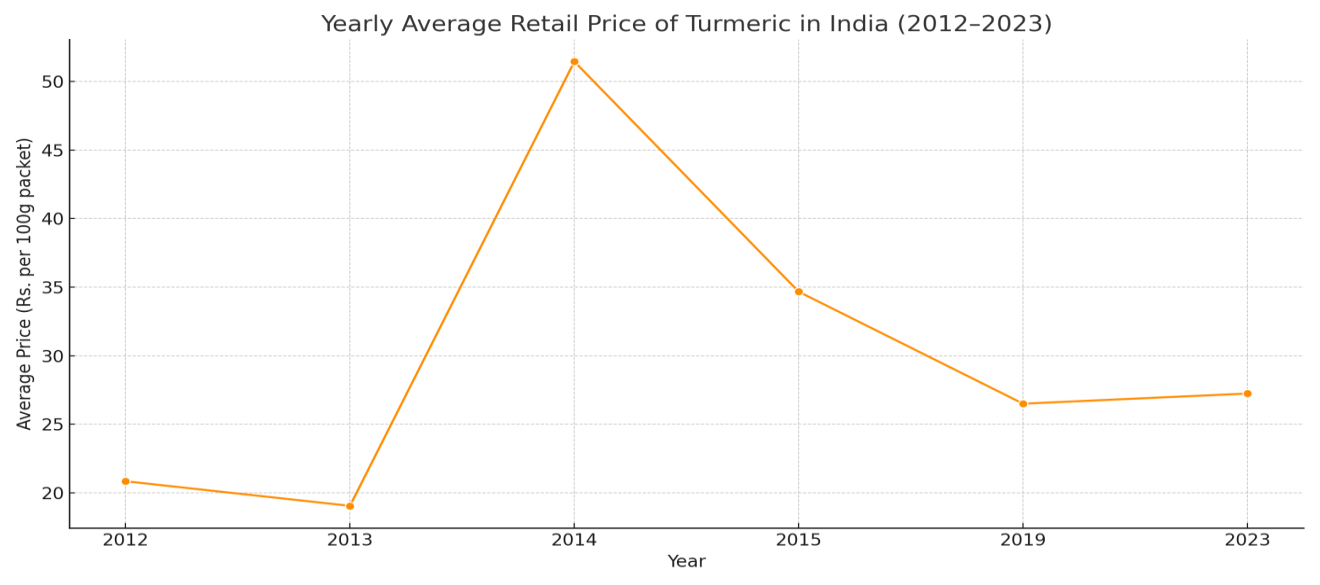 Yearly Average Retail Price of Turmeric in India (2012–2023)
Average Price (Rs. per 100g packet)
50
45
40
35
30
25
20
2012 2013 2014 2015 2019 2023
Year